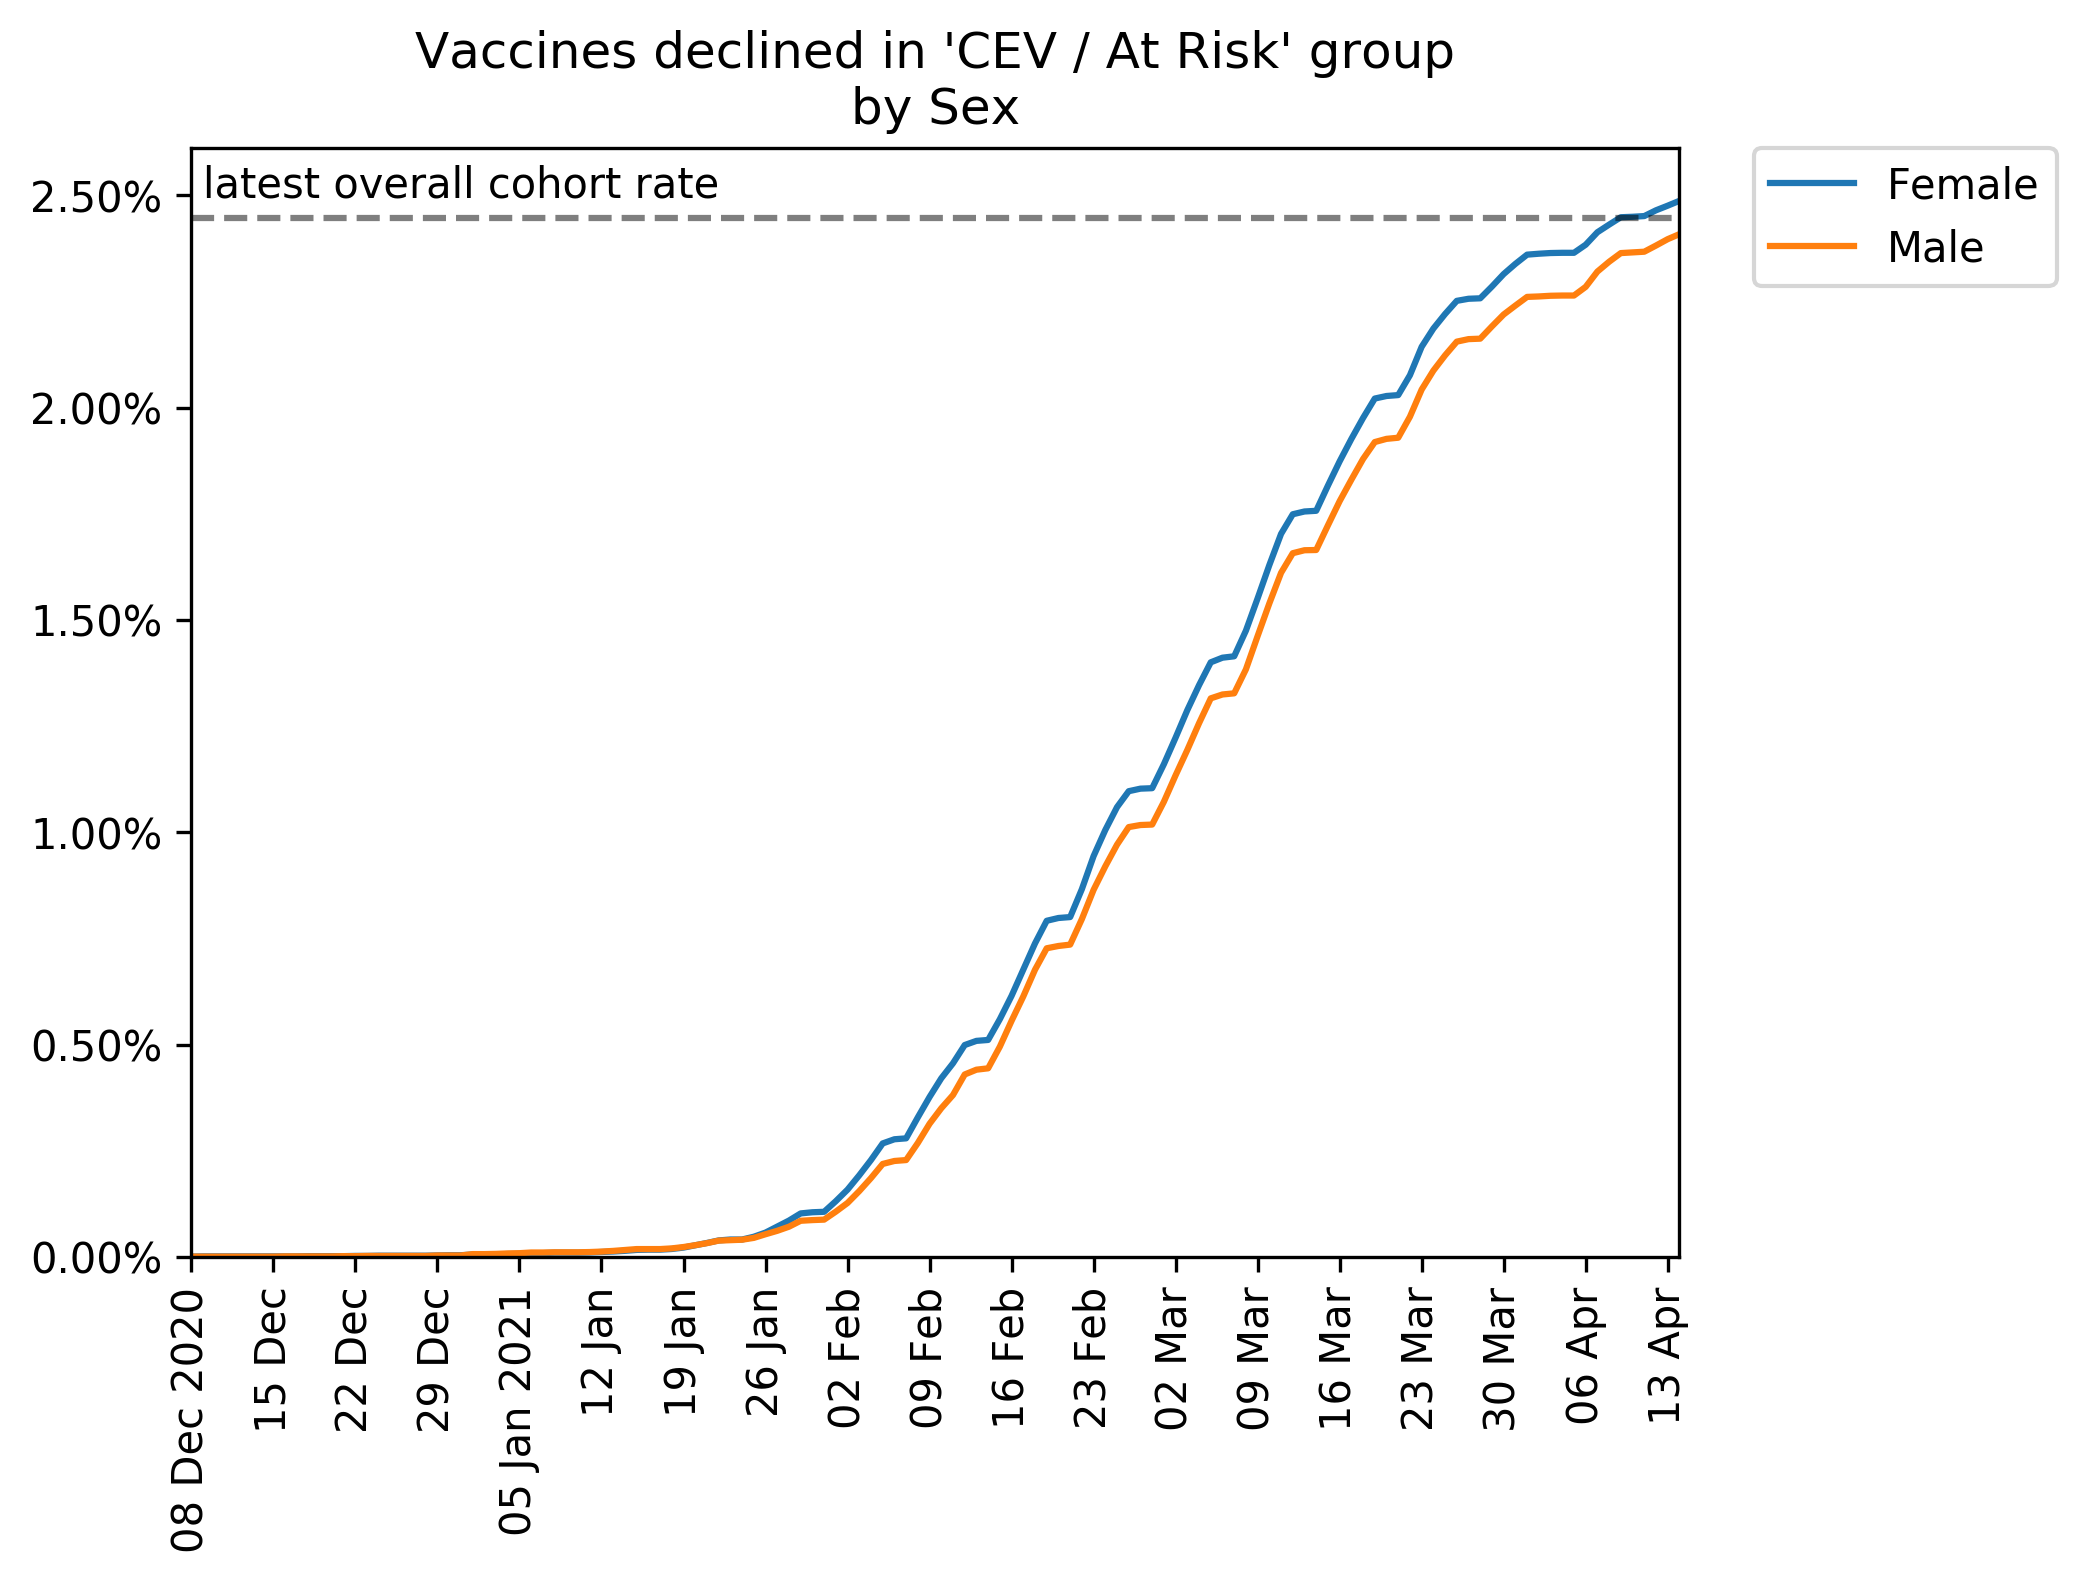 Vaccines declined in 'CEV / At Risk' group
by Sex
latest overall cohort rate
2.50%
2.00%
1.50%
1.00%
0.50%
0.00%
08 Dec 2020
15 Dec
22 Dec
29 Dec
05 Jan 2021
12 Jan
19 Jan
26 Jan
02 Feb
09 Feb
16 Feb
23 Feb
02 Mar
09 Mar
16 Mar
23 Mar
30 Mar
06 Apr
13 Apr
Female
Male